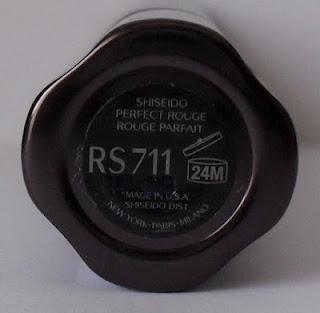 SHISEIDO
PERFECT ROUGE
ROUGE PARFAIT
RS711
24M
MADE IN U.S.A.
SHISEIDO DIST
NEW YORK-PARIS-MILANO